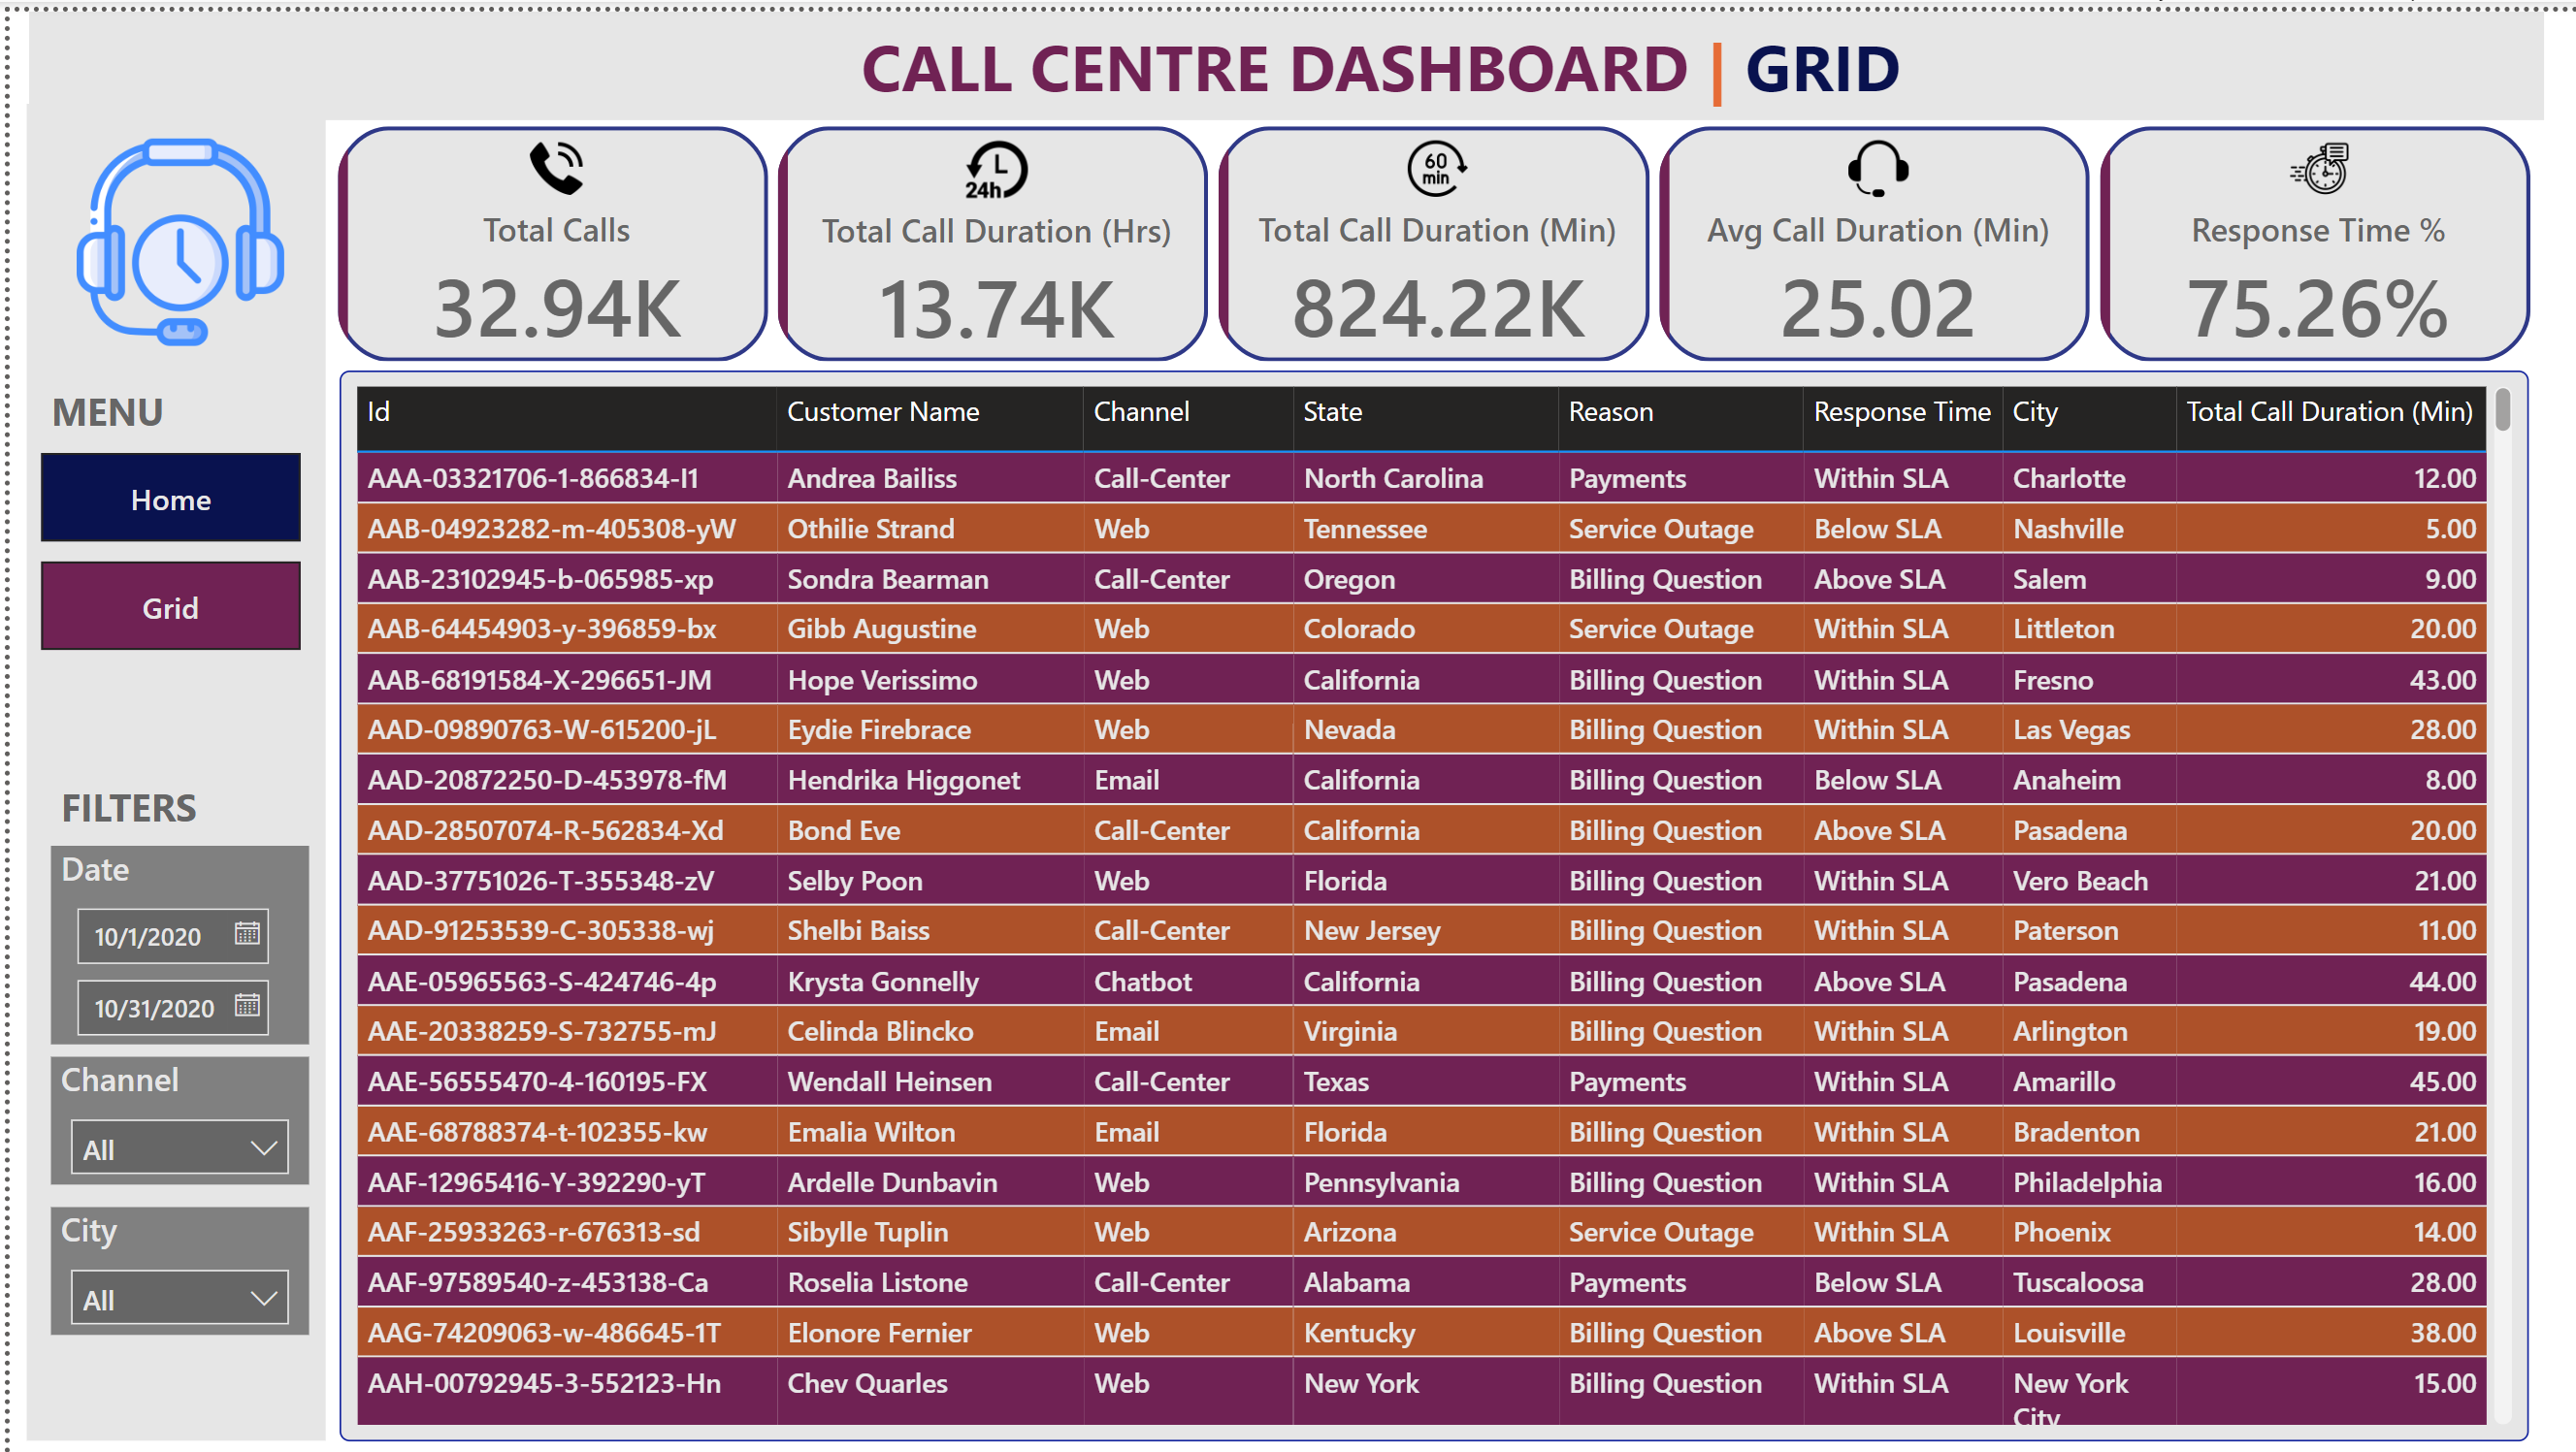 CALL CENTRE DASHBOARD | GRID
24h
60
min
Total Calls
Total Call Duration (Hrs)
Total Call Duration (Min)
Avg Call Duration (Min)
Response Time %
32.94K
13.74K
824.22K
25.02
75.26%
MENU
Home
Grid
FILTERS
Date
10/1/2020
10/31/2020
Channel
All
City
All
Id Customer Name Channel State Reason Response Time City Total Call Duration (Min)
AAA-03321706-1-866834-I1 Andrea Bailiss Call-Center North Carolina Payments Within SLA Charlotte 12.00
AAB-04923282-m-405308-yW Othilie Strand Web Tennessee Service Outage Below SLA Nashville 5.00
AAB-23102945-b-065985-xp Sondra Bearman Call-Center Oregon Billing Question Above SLA Salem 9.00
AAB-64454903-y-396859-bx Gibb Augustine Web Colorado Service Outage Within SLA Littleton 20.00
AAB-68191584-X-296651-JM Hope Verissimo Web California Billing Question Within SLA Fresno 43.00
AAD-09890763-W-615200-jL Eydie Firebrace Web Nevada Billing Question Within SLA Las Vegas 28.00
AAD-20872250-D-453978-fM Hendrika Higgonet Email California Billing Question Below SLA Anaheim 8.00
AAD-28507074-R-562834-Xd Bond Eve Call-Center California Billing Question Above SLA Pasadena 20.00
AAD-37751026-T-355348-zV Selby Poon Web Florida Billing Question Within SLA Vero Beach 21.00
AAD-91253539-C-305338-wj Shelbi Baiss Call-Center New Jersey Billing Question Within SLA Paterson 11.00
AAE-05965563-S-424746-4p Krysta Gonnelly Chatbot California Billing Question Above SLA Pasadena 44.00
AAE-20338259-S-732755-mJ Celinda Blincko Email Virginia Billing Question Within SLA Arlington 19.00
AAE-56555470-4-160195-FX Wendall Heinsen Call-Center Texas Payments Within SLA Amarillo 45.00
AAE-68788374-t-102355-kw Emalia Wilton Email Florida Billing Question Within SLA Bradenton 21.00
AAF-12965416-Y-392290-yT Ardelle Dunbavin Web Pennsylvania Billing Question Within SLA Philadelphia 16.00
AAF-25933263-r-676313-sd Sibylle Tuplin Web Arizona Service Outage Within SLA Phoenix 14.00
AAF-97589540-z-453138-Ca Roselia Listone Call-Center Alabama Payments Below SLA Tuscaloosa 28.00
AAG-74209063-w-486645-1T Elonore Fernier Web Kentucky Billing Question Above SLA Louisville 38.00
AAH-00792945-3-552123-Hn Chev Quarles Web New York Billing Question Within SLA New York 15.00
City